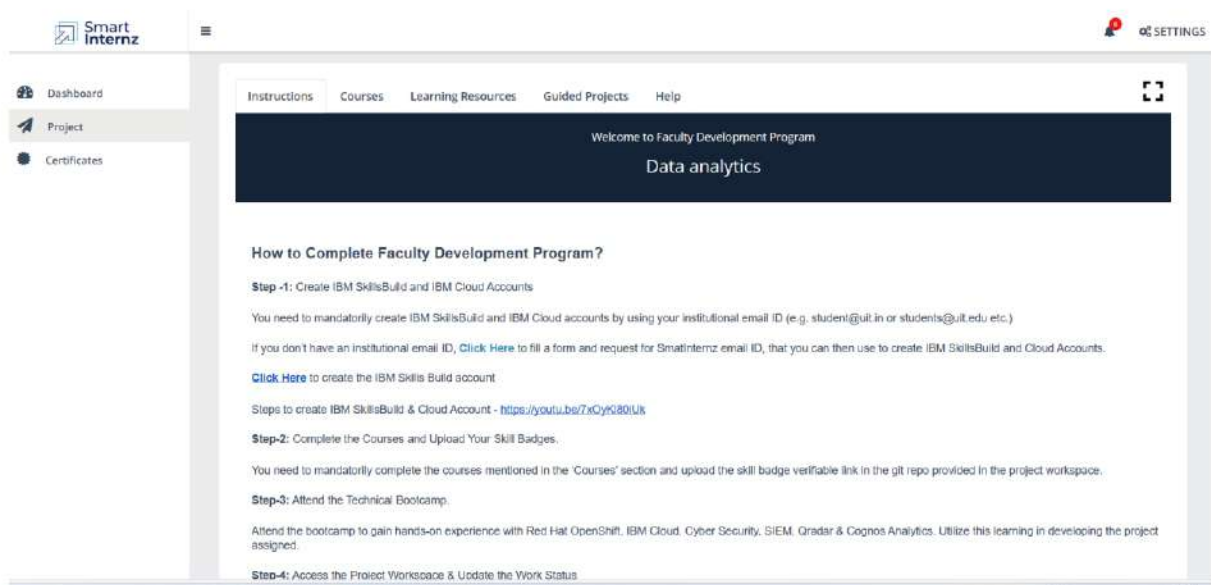 Smart
Internz
SETTINGS
Dashboard
Project
Certificates
Instructions Courses Learning Resources Guided Projects Help
Welcome to Faculty Development Program
Data analytics
How to Complete Faculty Development Program?
Step -1: Create IBM SkillsBuild and IBM Cloud Accounts
You need to mandatorily create IBM SkillsBuild and IBM Cloud accounts by using your institutional email ID (e.g. student@uit.in or students@uit.edu etc.)
If you don't have an institutional email ID, Click Here to fill a form and request for SmatInternz email ID, that you can then use to create IBM SkillsBuild and Cloud Accounts.
Click Here to create the IBM Skills Build account
Steps to create IBM SkillsBuild & Cloud Account -
Step-2: Complete the Courses and Upload Your Skill Badges.
You need to mandatorily complete the courses mentioned in the 'Courses' section and upload the skill badge verifiable link in the git repo provided in the project workspace.
Step-3: Attend the Technical Bootcamp.
Attend the bootcamp to gain hands-on experience with Red Hat OpenShift, IBM Cloud, Cyber Security, SIEM, Qradar & Cognos Analytics. Utilize this learning in developing the project
assigned.
Step-4: Access the Project Workspace & Update the Work Status